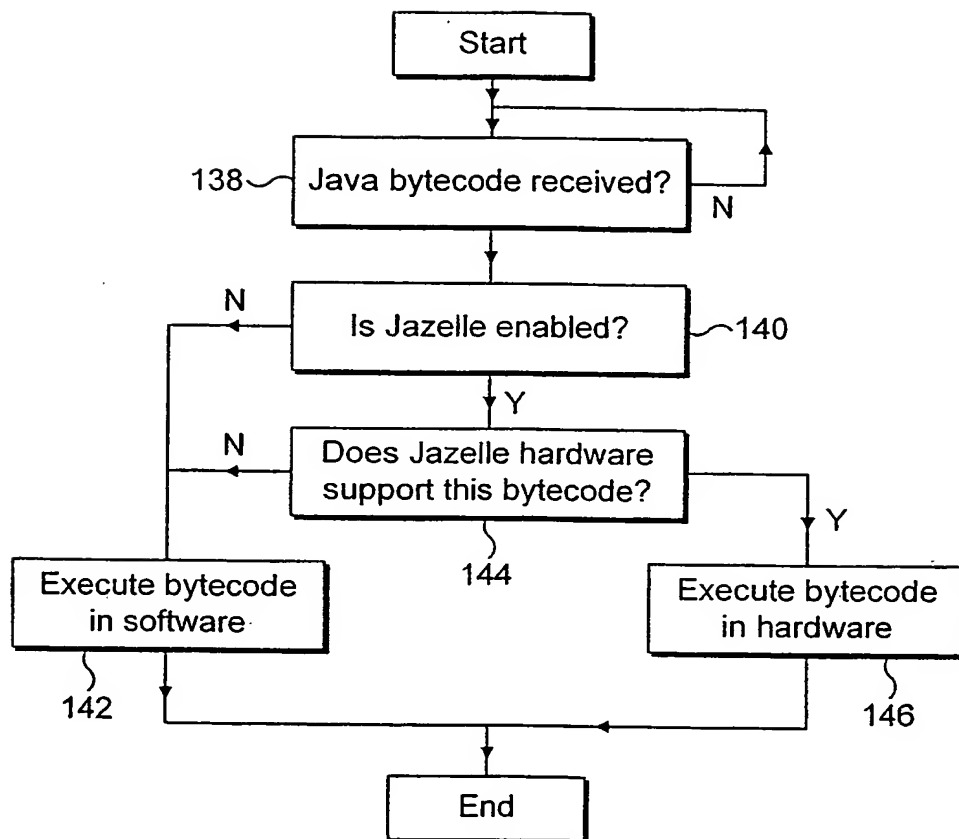 Start
138
Java bytecode received?
N
N
Is Jazelle enabled?
140
Y
N
Does Jazelle hardware
support this bytecode?
Y
144
Execute bytecode
in software
Execute bytecode
in hardware
142
146
End